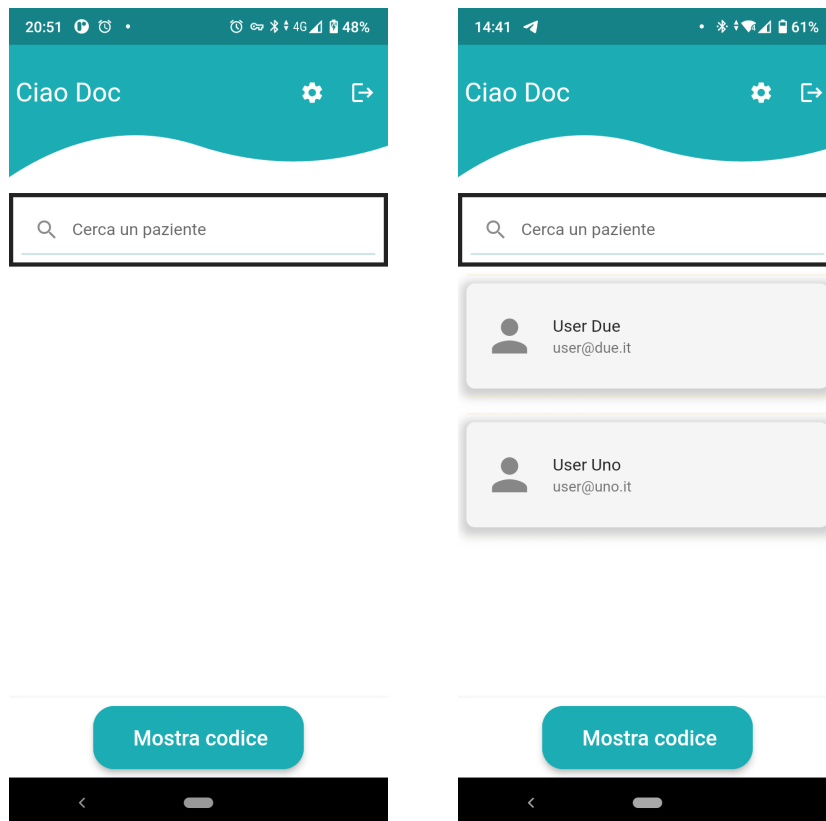 20:51 4G 48%
Ciao Doc
Cerca un paziente
Mostra codice
14:41 61%
Ciao Doc
Cerca un paziente
User Due
user@due.it
User Uno
user@uno.it
Mostra codice